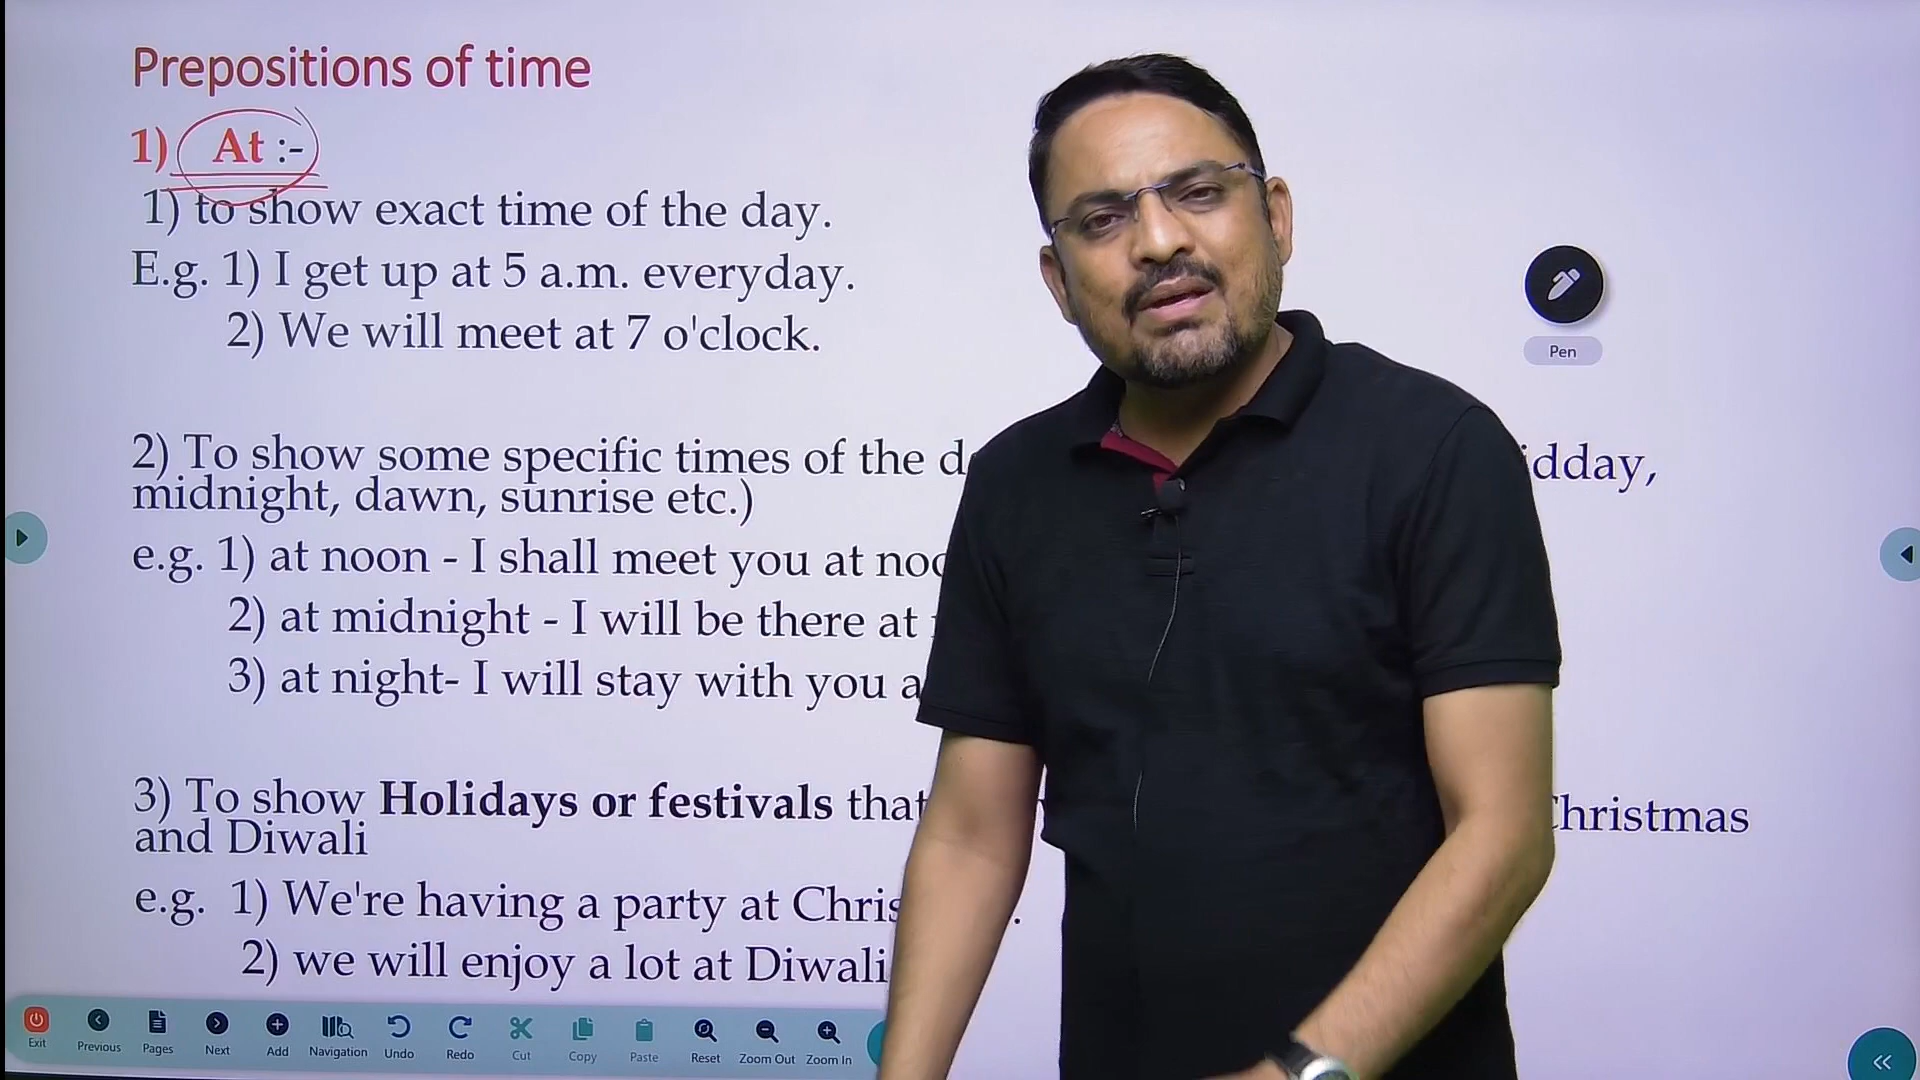 Prepositions of time
1) At :-
1) to show exact time of the day.
E.g. 1) I get up at 5 a.m. everyday.
2) We will meet at 7 o'clock.
Pen
2) To show some specific times of the
midnight, dawn, sunrise etc.)
e.g. 1) at noon - I shall meet you at
2) at midnight - I will be there at
3) at night- I will stay with you
3) To show Holidays or festivals that Christmas
and Diwali
e.g. 1) We're having a party at
2) we will enjoy a lot at Diwali
Exit Previous Pages Next Add Navigation Undo Redo Cut Copy Paste Reset Zoom Out Zoom In